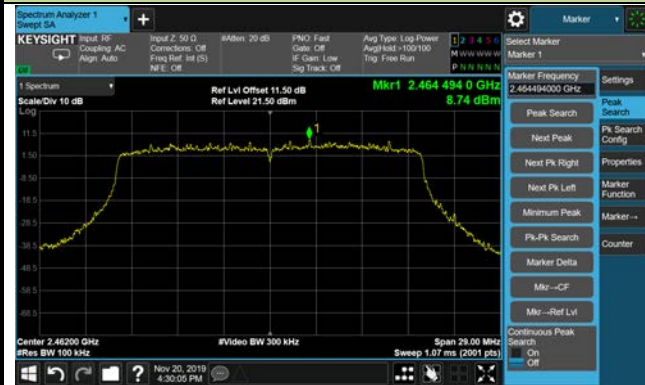 Spectrum Analyzer 1
Swept SA
Marker
KEYSIGHT
Input: RF
Coupling: AC
Align: Auto
Input Z: 50 Ω
Corrections: Off
Freq Ref: Int (S)
NFE: Off
#Atten: 20 dB
PNO: Fast
Gate: Off
IF Gain: Low
Sig Track: Off
Avg Type: Log-Power
Avg|Hold:>100/100
Trig: Free Run
1 2 3 4 5 6
M W W W W W
P N N N N N
Select Marker
Marker 1
1 Spectrum
Scale/Div 10 dB
Log
Ref Lvl Offset 11.50 dB
Ref Level 21.50 dBm
Mkr1 2.464 494 0 GHz
8.74 dBm
1
11.5
1.50
-8.50
-18.5
-28.5
-38.5
-48.5
-58.5
-68.5
Center 2.46200 GHz
#Res BW 100 kHz
#Video BW 300 kHz
Span 29.00 MHz
Sweep 1.07 ms (2001 pts)
Marker Frequency
2.464494000 GHz
Peak Search
Next Peak
Next Pk Right
Next Pk Left
Minimum Peak
Pk-Pk Search
Marker Delta
Mkr→CF
Mkr→Ref Lvl
Continuous Peak
Search
On
Off
Settings
Peak
Search
Pk Search
Config
Properties
Marker
Function
Marker→
Counter
Nov 20, 2019
4:30:05 PM